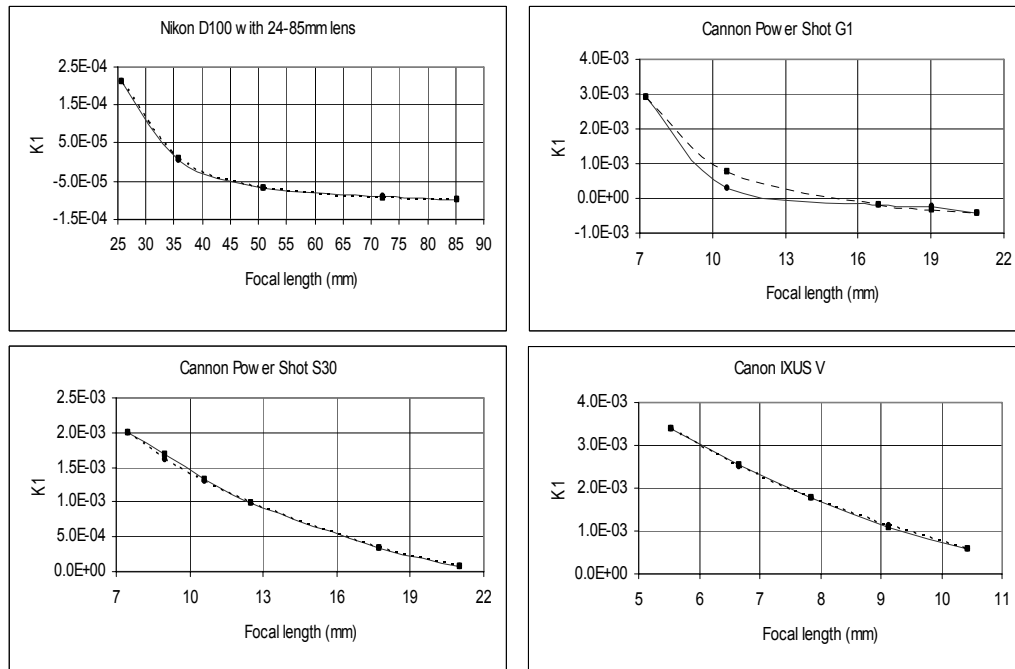 Nikon D100 with 24-85mm lens
2.5E-04
1.5E-04
5.0E-05
-5.0E-05
-1.5E-04
K1
25 30 35 40 45 50 55 60 65 70 75 80 85 90
Focal length (mm)
Cannon Power Shot G1
4.0E-03
3.0E-03
2.0E-03
1.0E-03
0.0E+00
-1.0E-03
K1
7 10 13 16 19 22
Focal length (mm)
Cannon Power Shot S30
2.5E-03
2.0E-03
1.5E-03
1.0E-03
5.0E-04
0.0E+00
K1
7 10 13 16 19 22
Focal length (mm)
Canon IXUS V
4.0E-03
3.0E-03
2.0E-03
1.0E-03
0.0E+00
K1
5 6 7 8 9 10 11
Focal length (mm)